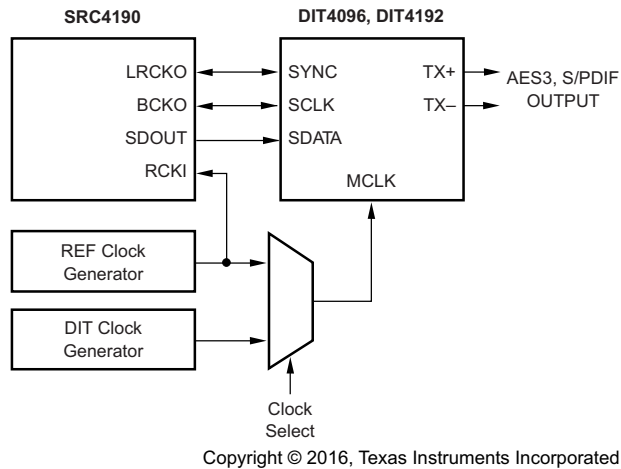 SRC4190
DIT4096, DIT4192
LRCKO
SYNC
TX+
BCKO
SCLK
TX–
AES3, S/PDIF
OUTPUT
SDOUT
SDATA
RCKI
MCLK
REF Clock
Generator
DIT Clock
Generator
Clock
Select
Copyright © 2016, Texas Instruments Incorporated